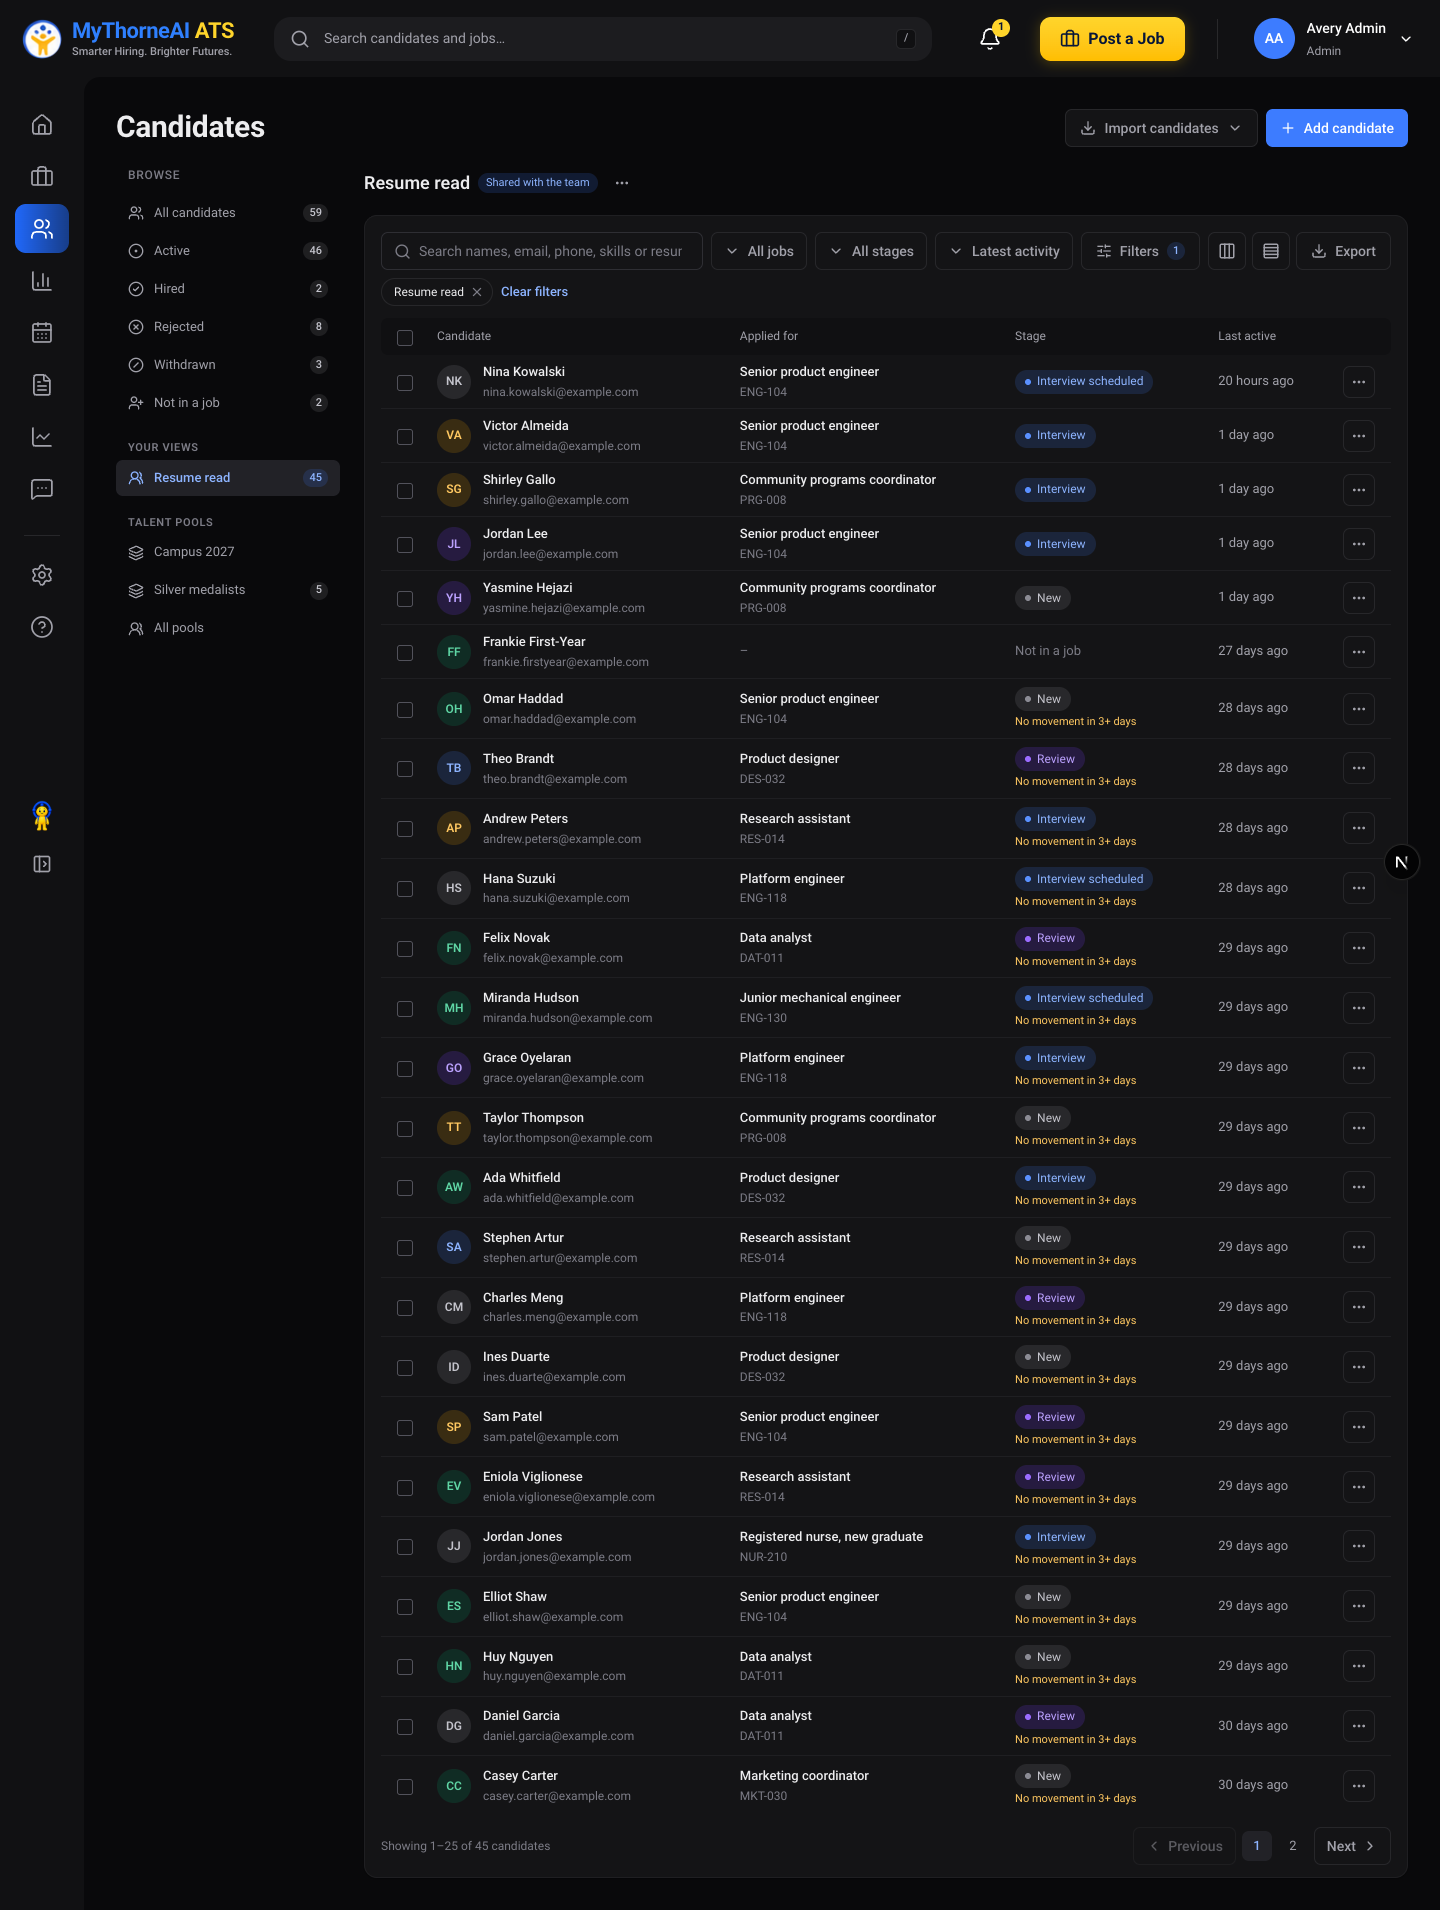 MyThorneAI ATS
Smarter Hiring. Brighter Futures.
Search candidates and jobs...
/
1
Post a Job
AA
Avery Admin
Admin
Candidates
Import candidates
Add candidate
BROWSE
All candidates 59
Active 46
Hired 2
Rejected 8
Withdrawn 3
Not in a job 2
YOUR VIEWS
Resume read 45
TALENT POOLS
Campus 2027
Silver medalists 5
All pools
Resume read Shared with the team
Search names, email, phone, skills or resur
All jobs
All stages
Latest activity
Filters 1
Export
Resume read
Clear filters
Candidate Applied for Stage Last active
NK Nina Kowalski Senior product engineer Interview scheduled 20 hours ago
nina.kowalski@example.com ENG-104
VA Victor Almeida Senior product engineer Interview 1 day ago
victor.almeida@example.com ENG-104
SG Shirley Gallo Community programs coordinator Interview 1 day ago
shirley.gallo@example.com PRG-008
JL Jordan Lee Senior product engineer Interview 1 day ago
jordan.lee@example.com ENG-104
YH Yasmine Hejazi Community programs coordinator New 1 day ago
yasmine.hejazi@example.com PRG-008
FF Frankie First-Year – Not in a job 27 days ago
frankie.firstyear@example.com
OH Omar Haddad Senior product engineer New 28 days ago
omar.haddad@example.com ENG-104 No movement in 3+ days
TB Theo Brandt Product designer Review 28 days ago
theo.brandt@example.com DES-032 No movement in 3+ days
AP Andrew Peters Research assistant Interview 28 days ago
andrew.peters@example.com RES-014 No movement in 3+ days
HS Hana Suzuki Platform engineer Interview scheduled 28 days ago
hana.suzuki@example.com ENG-118 No movement in 3+ days
FN Felix Novak Data analyst Review 29 days ago
felix.novak@example.com DAT-011 No movement in 3+ days
MH Miranda Hudson Junior mechanical engineer Interview scheduled 29 days ago
miranda.hudson@example.com ENG-130 No movement in 3+ days
GO Grace Oyelaran Platform engineer Interview 29 days ago
grace.oyelaran@example.com ENG-118 No movement in 3+ days
TT Taylor Thompson Community programs coordinator New 29 days ago
taylor.thompson@example.com PRG-008 No movement in 3+ days
AW Ada Whitfield Product designer Interview 29 days ago
ada.whitfield@example.com DES-032 No movement in 3+ days
SA Stephen Artur Research assistant New 29 days ago
stephen.artur@example.com RES-014 No movement in 3+ days
CM Charles Meng Platform engineer Review 29 days ago
charles.meng@example.com ENG-118 No movement in 3+ days
ID Ines Duarte Product designer New 29 days ago
ines.duarte@example.com DES-032 No movement in 3+ days
SP Sam Patel Senior product engineer Review 29 days ago
sam.patel@example.com ENG-104 No movement in 3+ days
EV Eniola Viglionese Research assistant Review 29 days ago
eniola.viglionese@example.com RES-014 No movement in 3+ days
JJ Jordan Jones Registered nurse, new graduate Interview 29 days ago
jordan.jones@example.com NUR-210 No movement in 3+ days
ES Elliot Shaw Senior product engineer New 29 days ago
elliot.shaw@example.com ENG-104 No movement in 3+ days
HN Huy Nguyen Data analyst New 29 days ago
huy.nguyen@example.com DAT-011 No movement in 3+ days
DG Daniel Garcia Data analyst Review 30 days ago
daniel.garcia@example.com DAT-011 No movement in 3+ days
CC Casey Carter Marketing coordinator New 30 days ago
casey.carter@example.com MKT-030 No movement in 3+ days
Showing 1–25 of 45 candidates
Previous 1 2 Next
N